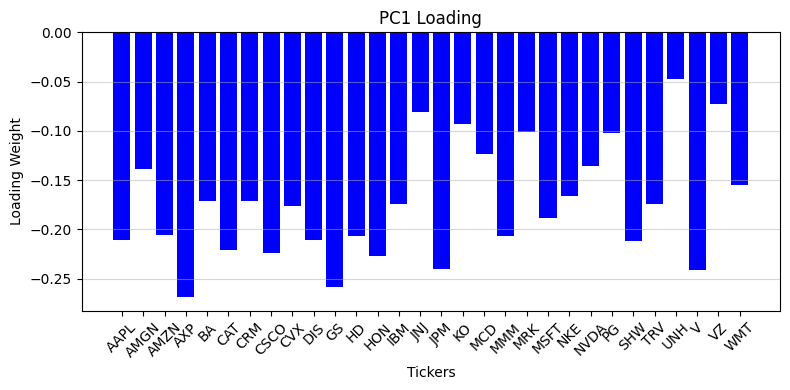 PC1 Loading
Loading Weight
0.00
−0.05
−0.10
−0.15
−0.20
−0.25
AAPL
AMGN
AMZN
AXP
BA
CAT
CRM
CSCO
CVX
DIS
GS
HD
HON
IBM
JNJ
JPM
KO
MCD
MMM
MRK
MSFT
NKE
NVDA
PG
SHW
TRV
UNH
V
VZ
WMT
Tickers